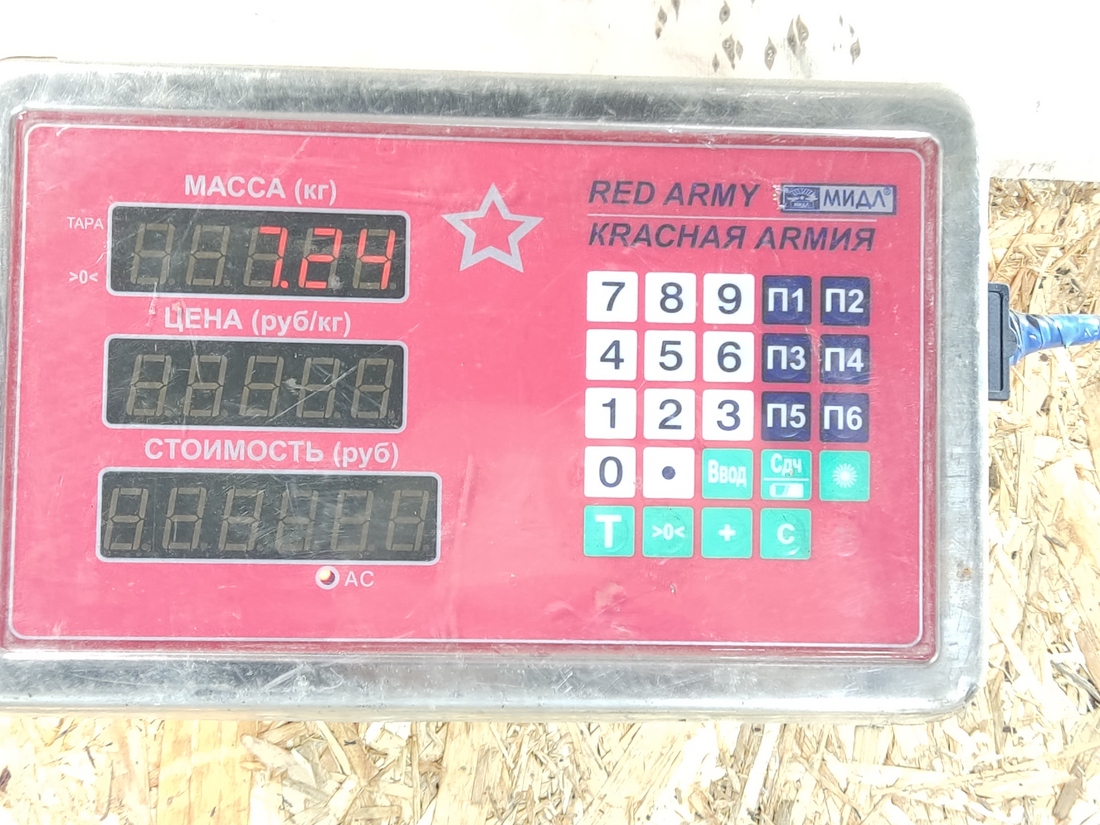 МАССА (кг)
ТАРА
>0<
7.24
ЦЕНА (руб/кг)
СТОИМОСТЬ (руб)
AC
RED ARMY
МИДЛ®
КRАСНАЯ АRМИЯ
7 8 9 П1 П2
4 5 6 П3 П4
1 2 3 П5 П6
0 • Ввод Сдч
T >0< + C